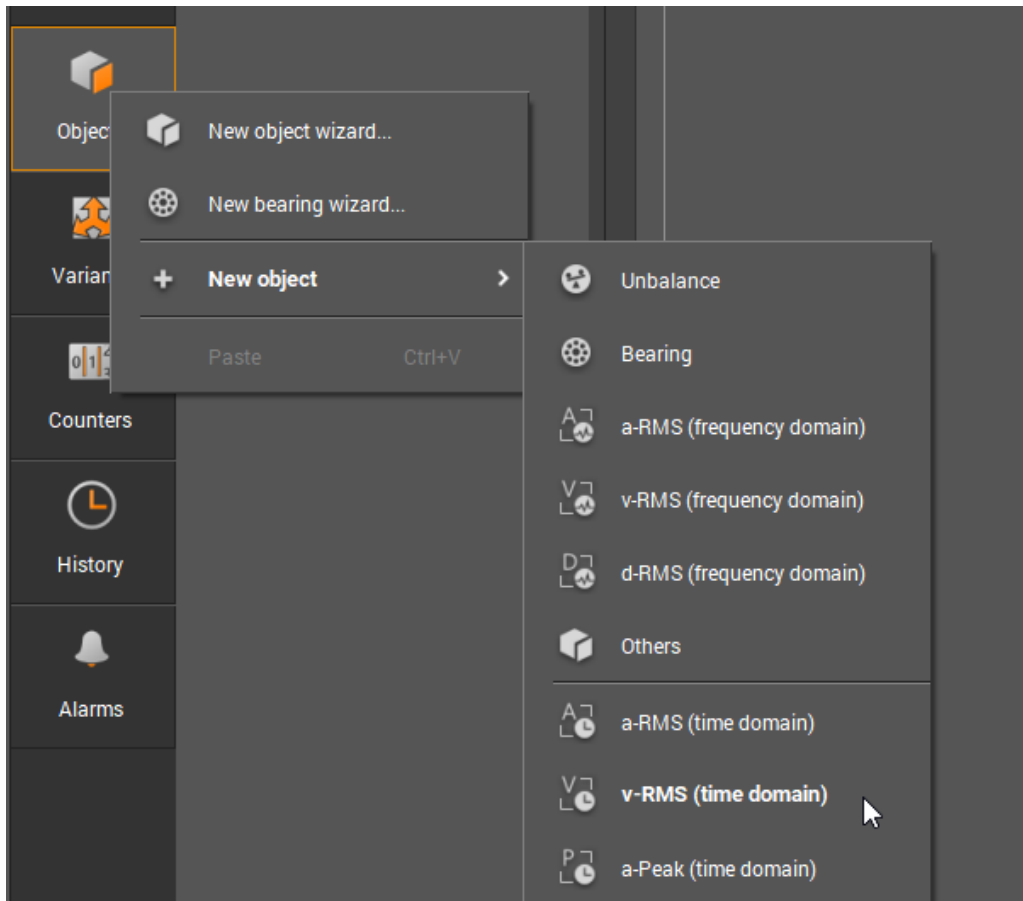 Objec
New object wizard...
New bearing wizard...
Varian
New object
Unbalance
Paste Ctrl+V
Bearing
Counters
a-RMS (frequency domain)
v-RMS (frequency domain)
History
d-RMS (frequency domain)
Others
Alarms
a-RMS (time domain)
v-RMS (time domain)
a-Peak (time domain)